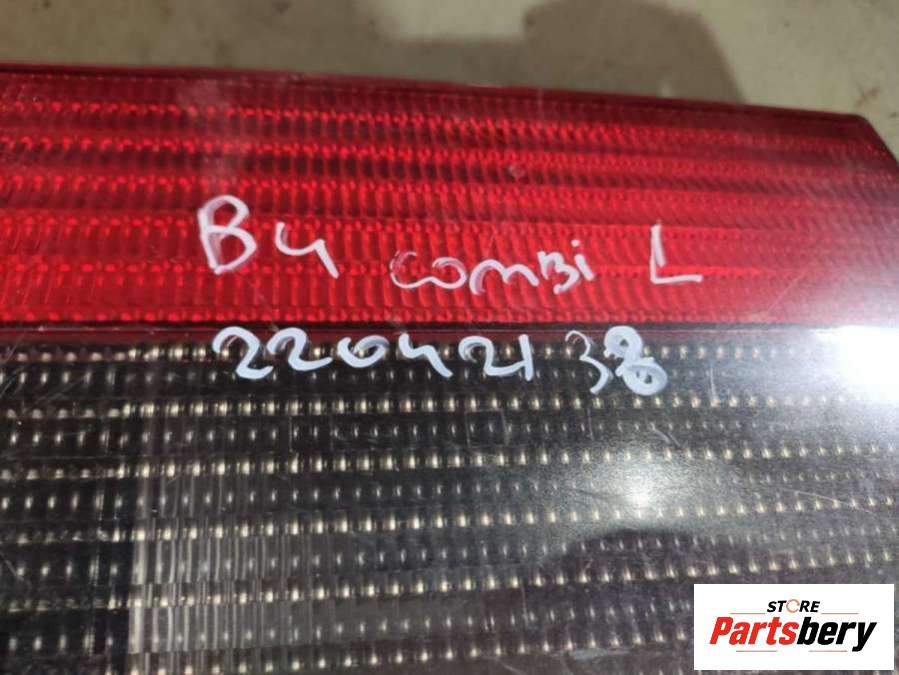 B4 combi L
22042138
STORE
Partsbery